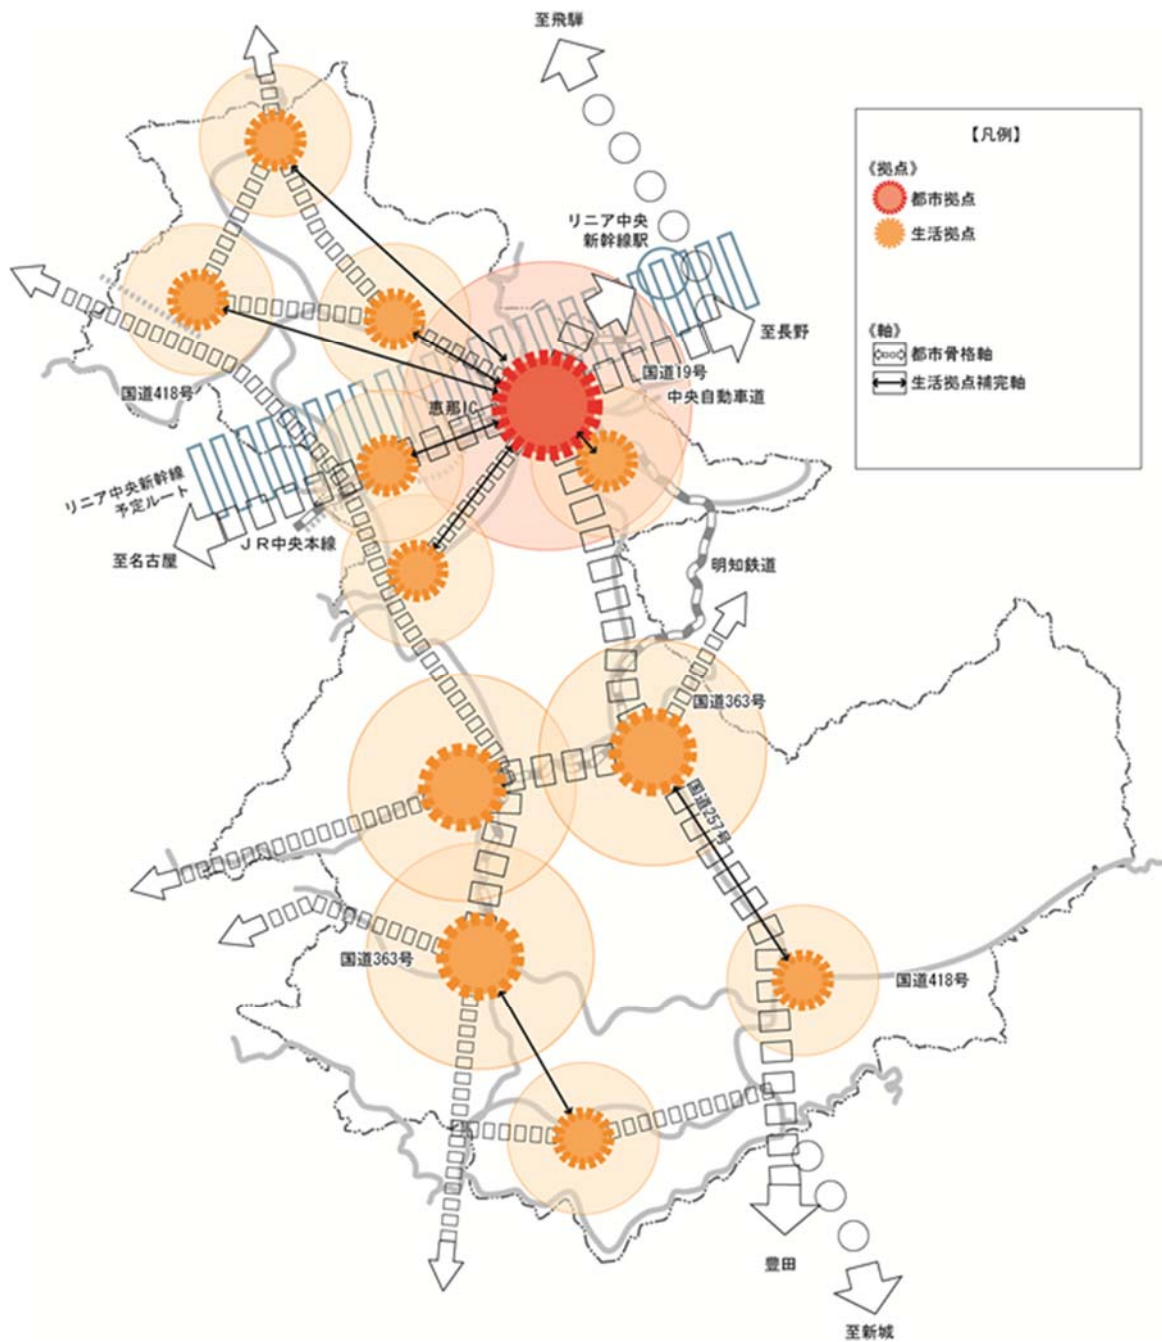 至飛騨
【凡例】
《拠点》
都市拠点
生活拠点
リニア中央
新幹線駅
至長野
《軸》
都市骨格軸
生活拠点補完軸
国道19号
中央自動車道
国道418号
恵那IC
リニア中央新幹線
予定ルート
JR中央本線
至名古屋
明知鉄道
国道363号
国道257号
国道363号
国道418号
豊田
至新城